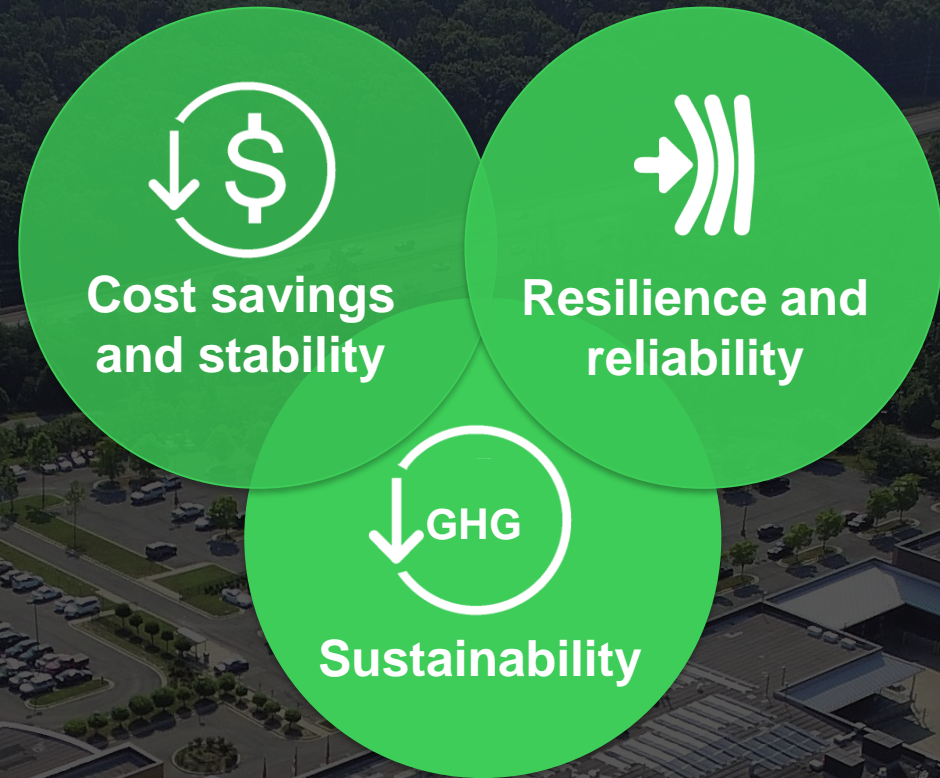 $
Cost savings
and stability
Resilience and
reliability
GHG
Sustainability